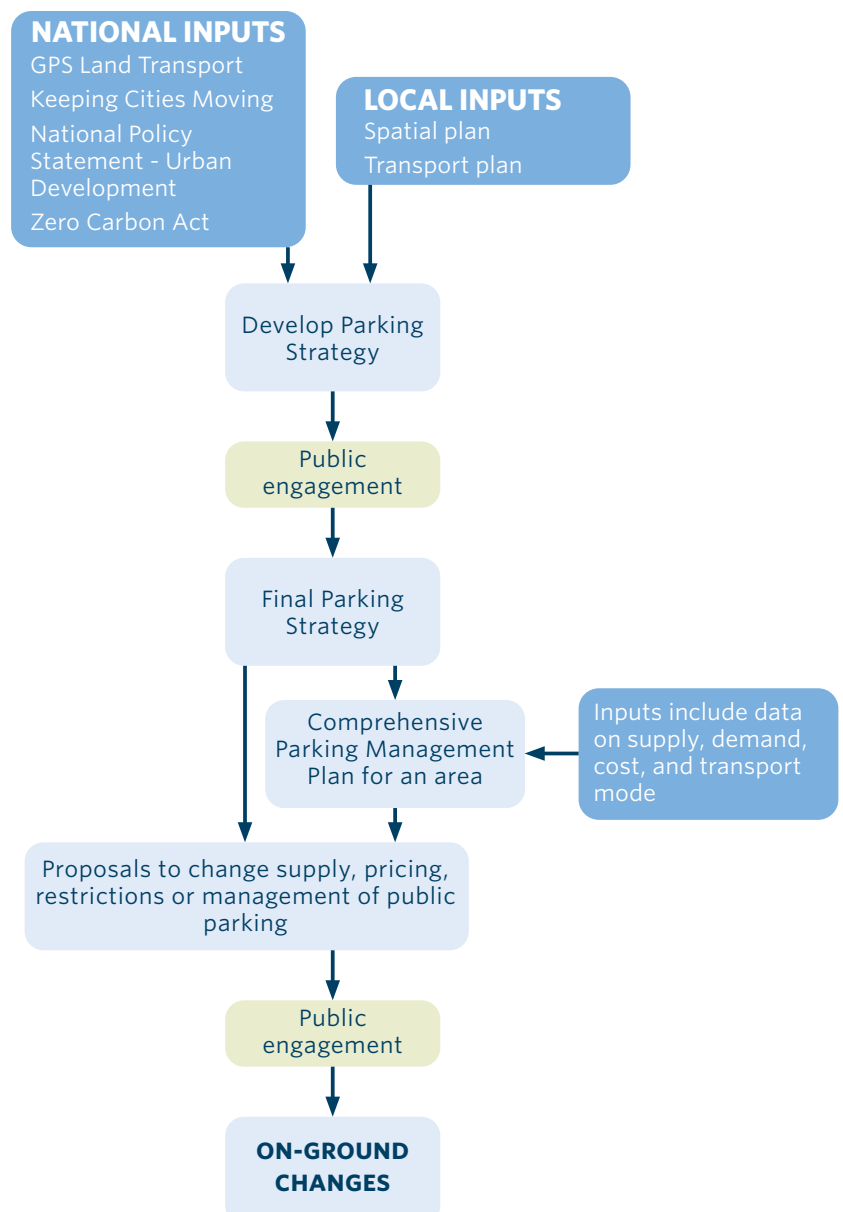 NATIONAL INPUTS
GPS Land Transport
Keeping Cities Moving
National Policy
Statement - Urban
Development
Zero Carbon Act
LOCAL INPUTS
Spatial plan
Transport plan
Develop Parking
Strategy
Public
engagement
Final Parking
Strategy
Comprehensive
Parking Management
Plan for an area
Inputs include data
on supply, demand,
cost, and transport
mode
Proposals to change supply, pricing,
restrictions or management of public
parking
Public
engagement
ON-GROUND
CHANGES